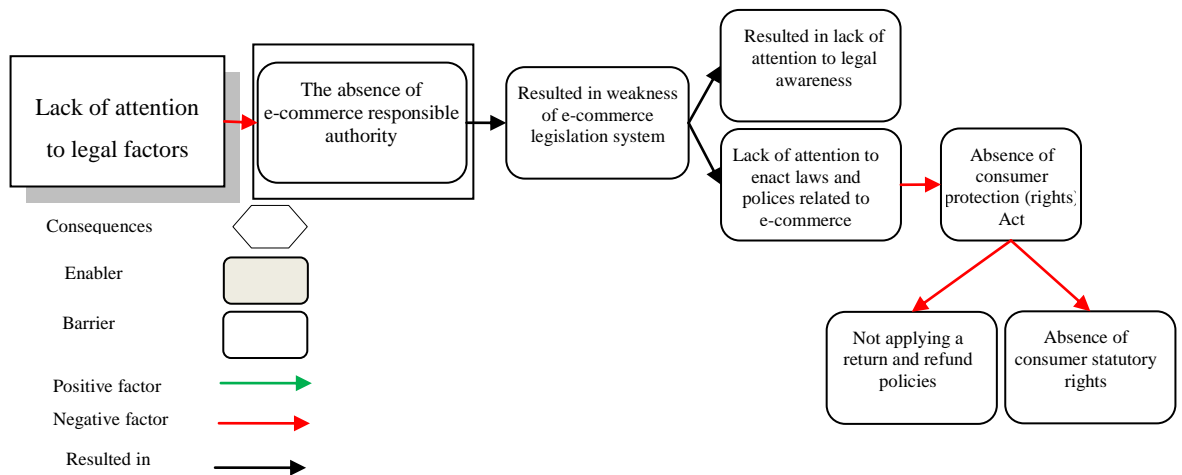 Lack of attention
to legal factors
The absence of
e-commerce responsible
authority
Resulted in weakness
of e-commerce
legislation system
Resulted in lack of
attention to legal
awareness
Lack of attention to
enact laws and
polices related to
e-commerce
Absence of
consumer
protection (rights)
Act
Not applying a
return and refund
policies
Absence of
consumer statutory
rights
Consequences
Enabler
Barrier
Positive factor
Negative factor
Resulted in